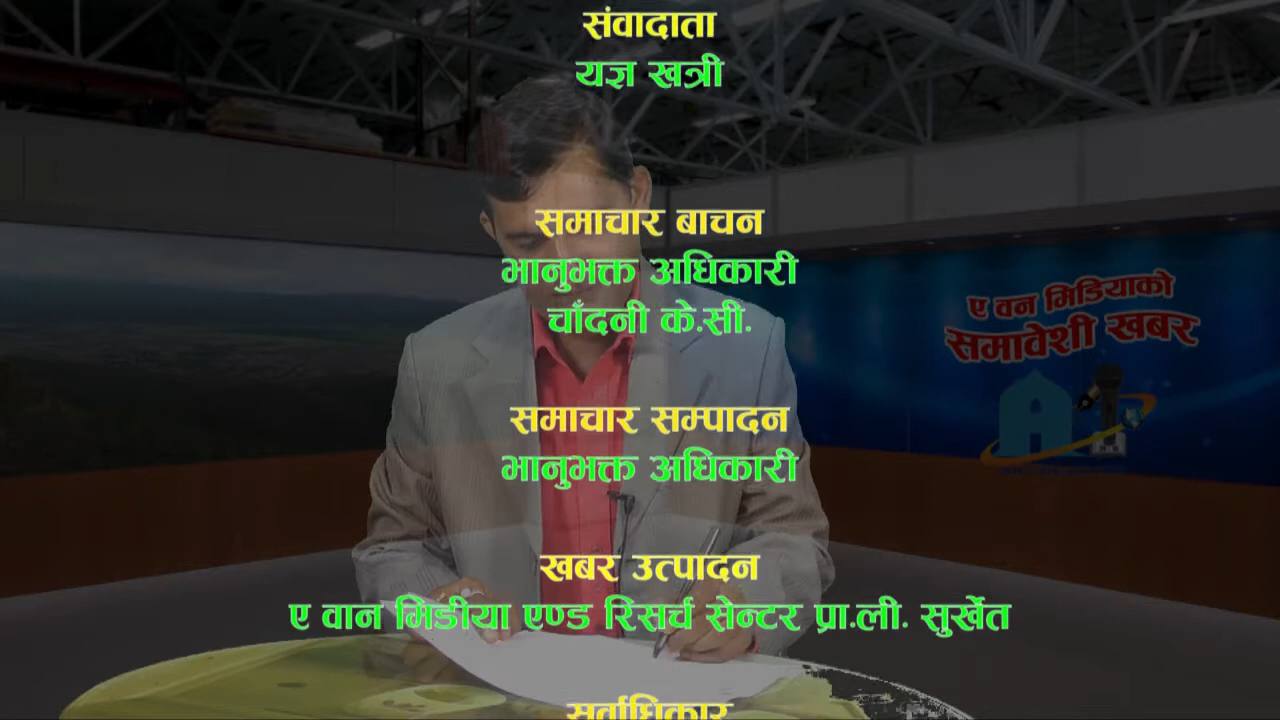 संवादाता
यज्ञ खत्री
समाचार बाचन
भानुभक्त अधिकारी
चाँदनी के.सी.
समाचार सम्पादन
भानुभक्त अधिकारी
खबर उत्पादन
ए वान मिडीया एण्ड रिसर्च सेन्टर प्रा.ली. सुर्खेत
सर्वाधिकार
ए वन मिडियाको
समावेशी खबर